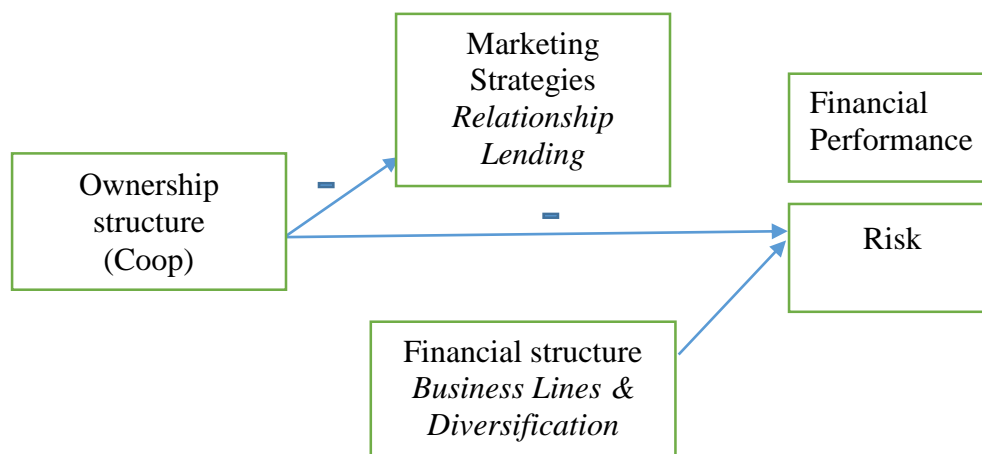 Marketing
Strategies
Relationship
Lending
Financial
Performance
Ownership
structure
(Coop)
-
-
Risk
Financial structure
Business Lines &
Diversification